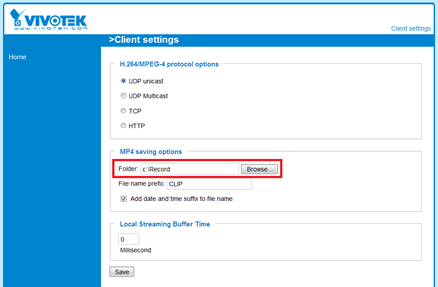 VIVOTEK
www.vivotek.com
Client settings
>Client settings
Home
H.264/MPEG-4 protocol options
UDP unicast
UDP Multicast
TCP
HTTP
MP4 saving options
Folder: c:\Record Browse...
File name prefix: CLIP
Add date and time suffix to file name
Local Streaming Buffer Time
0
Millisecond
Save